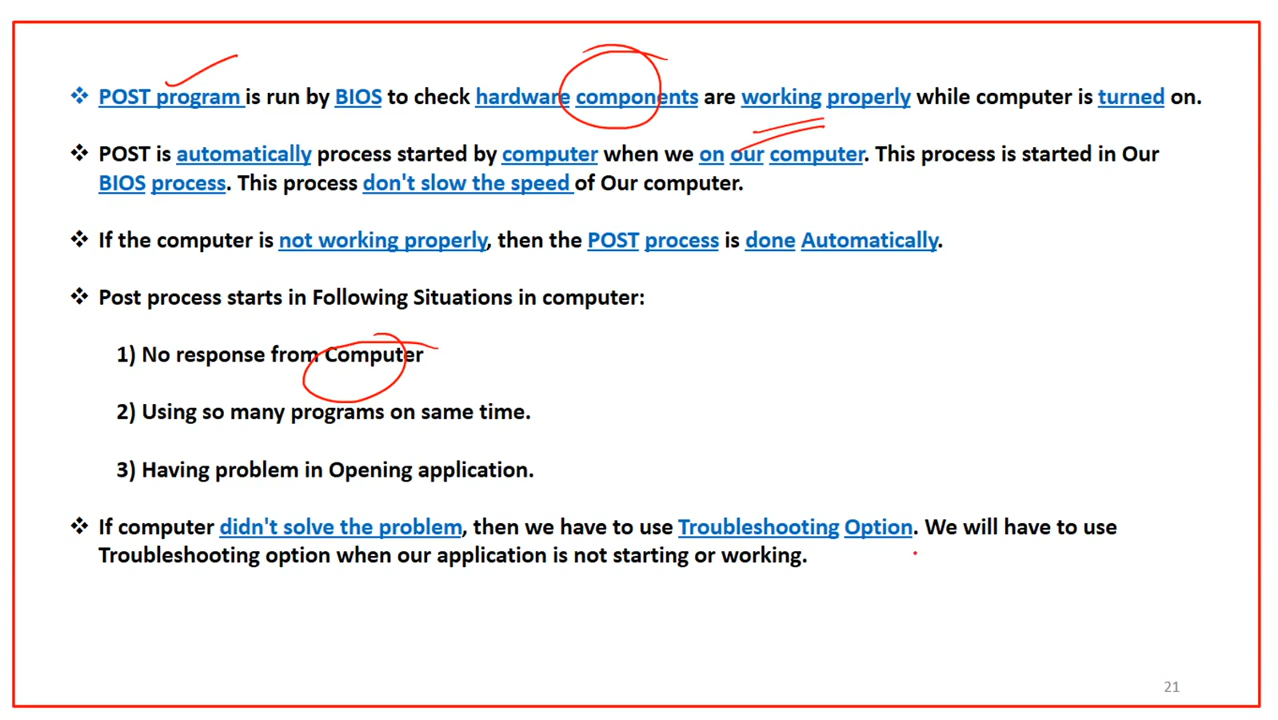 ❖ POST program is run by BIOS to check hardware components are working properly while computer is turned on.
❖ POST is automatically process started by computer when we on our computer. This process is started in Our
BIOS process. This process don't slow the speed of Our computer.
❖ If the computer is not working properly, then the POST process is done Automatically.
❖ Post process starts in Following Situations in computer:
1) No response from Computer
2) Using so many programs on same time.
3) Having problem in Opening application.
❖ If computer didn't solve the problem, then we have to use Troubleshooting Option. We will have to use
Troubleshooting option when our application is not starting or working.
21